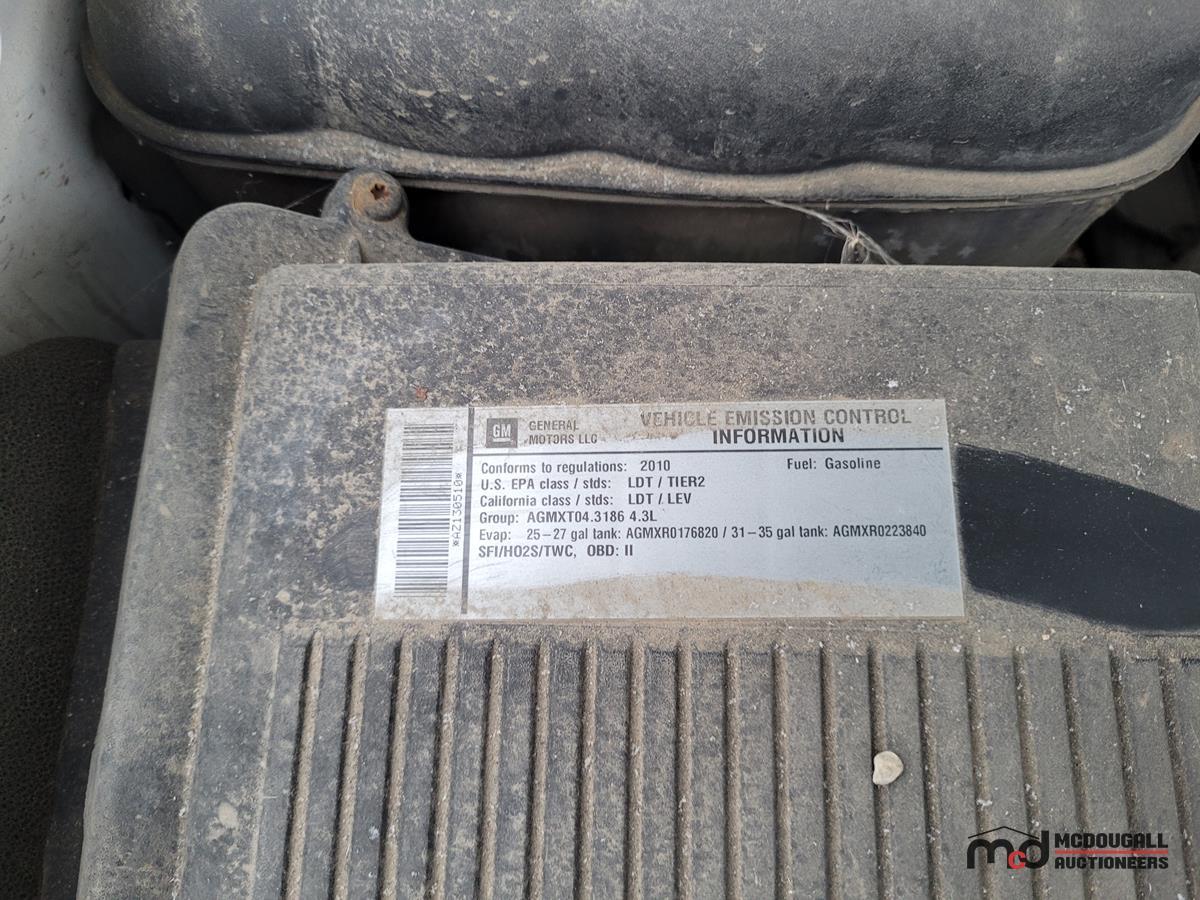 GM GENERAL MOTORS LLC
VEHICLE EMISSION CONTROL
INFORMATION
Conforms to regulations: 2010 Fuel: Gasoline
U.S. EPA class / stds: LDT / TIER2
California class / stds: LDT / LEV
Group: AGMXT04.3186 4.3L
Evap: 25-27 gal tank: AGMXR0176820 / 31-35 gal tank: AGMXR0223840
SFI/HO2S/TWC, OBD: II
*AZ130510*
mcd MCDOUGALL
AUCTIONEERS